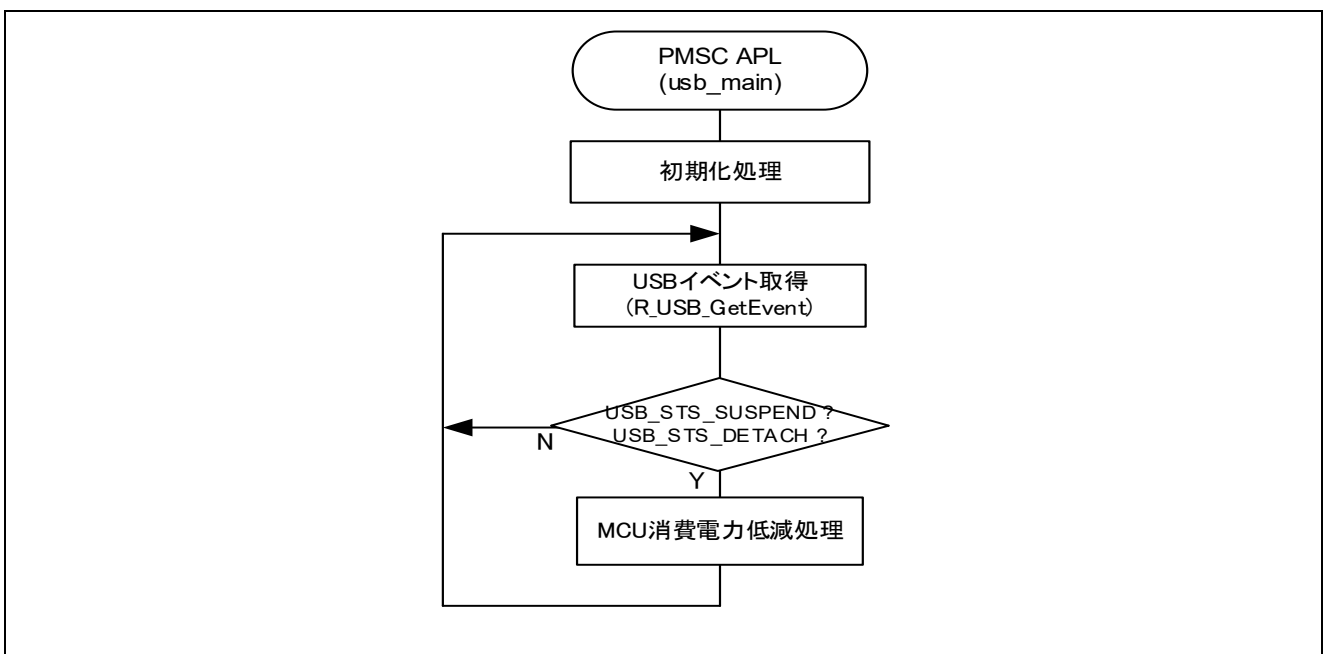 PMSC APL
(usb_main)
初期化処理
USBイベント取得
(R_USB_GetEvent)
USB_STS_SUSPEND ?
USB_STS_DETACH ?
N
Y
MCU消費電力低減処理